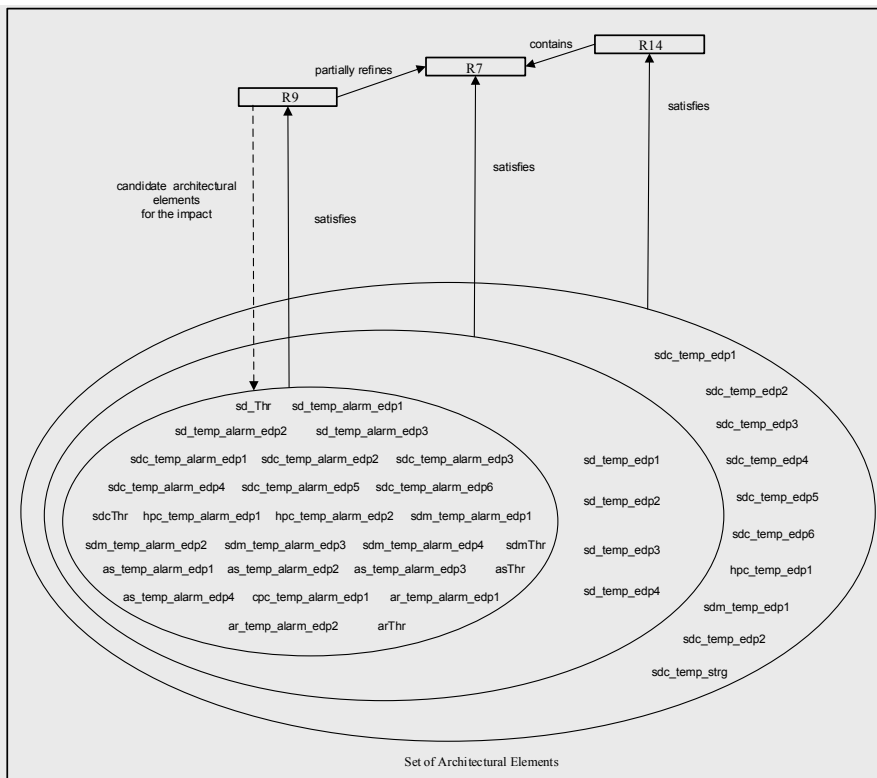 contains
R14
partially refines
R7
R9
satisfies
candidate architectural
elements
for the impact
satisfies
satisfies
sdc_temp_edp1
sdc_temp_edp2
sd_Thr sd_temp_alarm_edp1
sd_temp_alarm_edp2 sd_temp_alarm_edp3
sdc_temp_edp3
sdc_temp_alarm_edp1 sdc_temp_alarm_edp2 sdc_temp_alarm_edp3
sd_temp_edp1
sdc_temp_edp4
sdc_temp_alarm_edp4 sdc_temp_alarm_edp5 sdc_temp_alarm_edp6
sd_temp_edp2
sdc_temp_edp5
sdcThr hpc_temp_alarm_edp1 hpc_temp_alarm_edp2 sdm_temp_alarm_edp1
sdc_temp_edp6
sdm_temp_alarm_edp2 sdm_temp_alarm_edp3 sdm_temp_alarm_edp4 sdmThr
sd_temp_edp3
as_temp_alarm_edp1 as_temp_alarm_edp2 as_temp_alarm_edp3 asThr
hpc_temp_edp1
sd_temp_edp4
as_temp_alarm_edp4 cpc_temp_alarm_edp1 ar_temp_alarm_edp1
sdm_temp_edp1
ar_temp_alarm_edp2 arThr
sdc_temp_edp2
sdc_temp_strg
Set of Architectural Elements